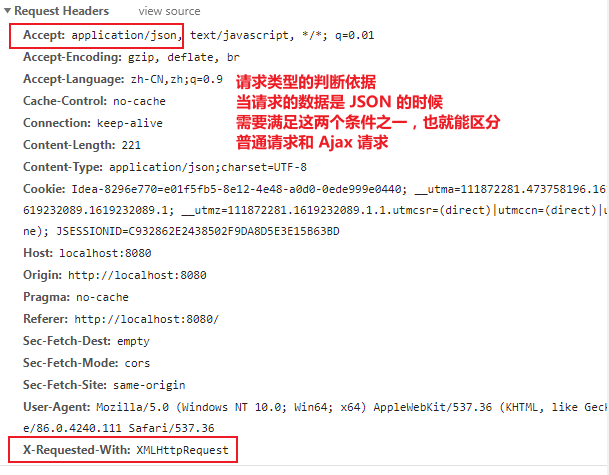 Request Headers view source
Accept: application/json, text/javascript, */*; q=0.01
Accept-Encoding: gzip, deflate, br
Accept-Language: zh-CN,zh;q=0.9
请求类型的判断依据
Cache-Control: no-cache
当请求的数据是 JSON 的时候
Connection: keep-alive
需要满足这两个条件之一，也就能区分
Content-Length: 221
普通请求和 Ajax 请求
Content-Type: application/json;charset=UTF-8
Cookie: Idea-8296e770=e01f5fb5-8e12-4e48-a0d0-0ede999e0440; __utma=111872281.473758196.16
619232089.1619232089.1; __utmz=111872281.1619232089.1.1.utmcsr=(direct)|utmccn=(direct)|u
ne); JSESSIONID=C932862E2438502F9DA8D5E3E15B63BD
Host: localhost:8080
Origin: http://localhost:8080
Pragma: no-cache
Referer: http://localhost:8080/
Sec-Fetch-Dest: empty
Sec-Fetch-Mode: cors
Sec-Fetch-Site: same-origin
User-Agent: Mozilla/5.0 (Windows NT 10.0; Win64; x64) AppleWebKit/537.36 (KHTML, like Geck
e/86.0.4240.111 Safari/537.36
X-Requested-With: XMLHttpRequest